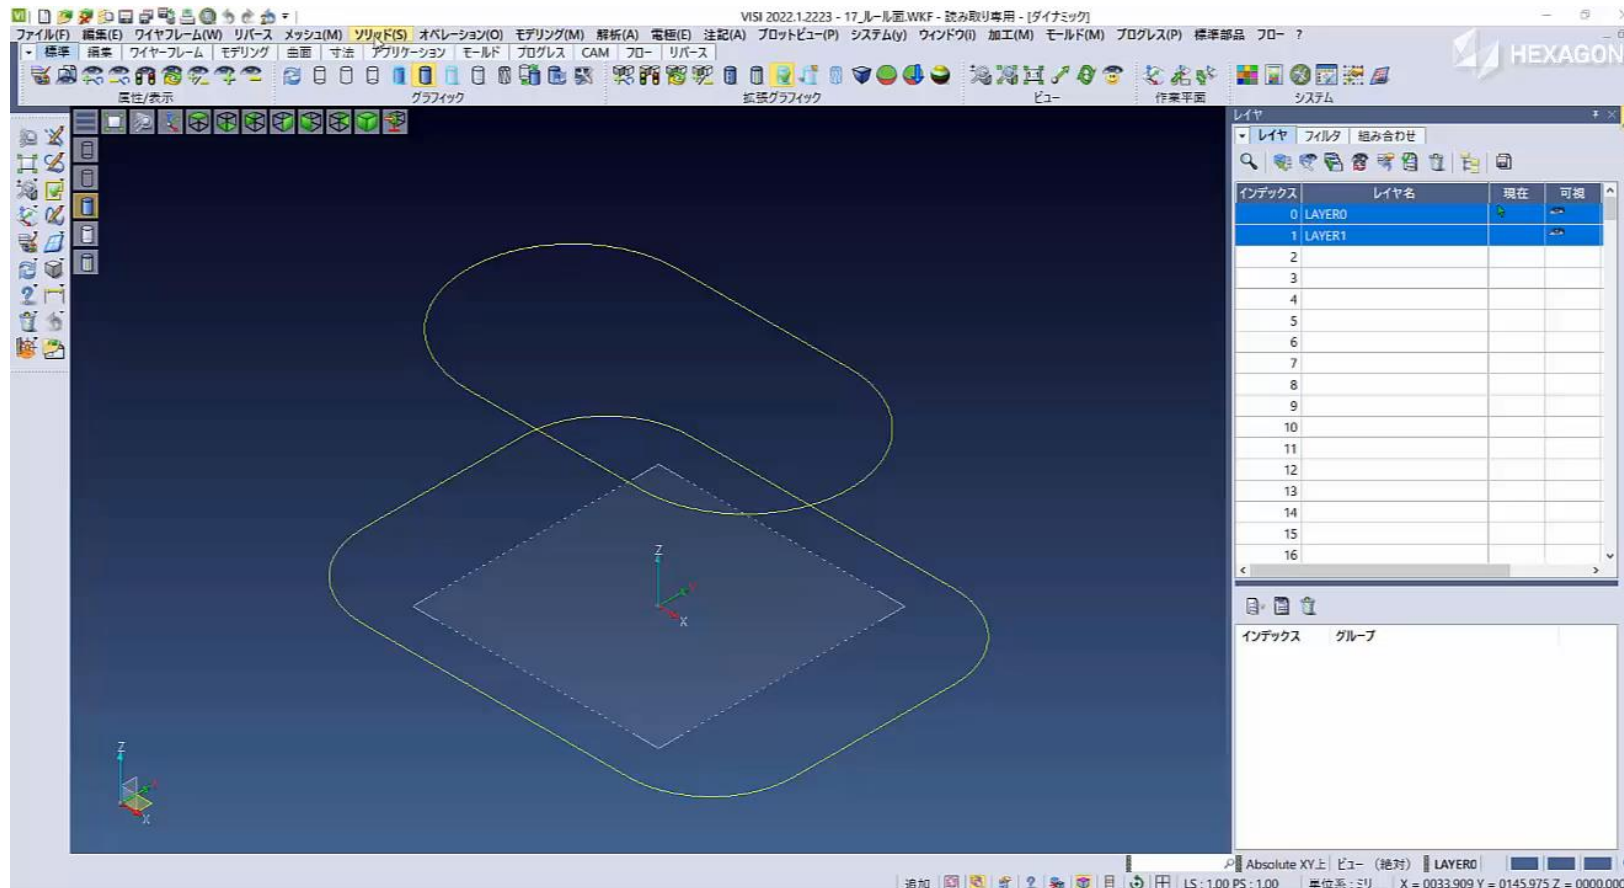 VISI 2022.1.2223 - 17_ルール面.WKF - 読み取り専用 - [ダイナミック]
ファイル(F) 編集(E) ワイヤフレーム(W) リバース メッシュ(M) ソリッド(S) オペレーション(O) モデリング(M) 解析(A) 電極(E) 注記(A) プロットビュー(P) システム(y) ウィンドウ(i) 加工(M) モールド(M) プログレス(P) 標準部品 フロー ?
標準 編集 ワイヤーフレーム モデリング 曲面 寸法 アプリケーション モールド プログレス CAM フロー リバース
HEXAGON
属性/表示 グラフィック 拡張グラフィック ビュー 作業平面 システム
レイヤ
レイヤ フィルタ 組み合わせ
インデックス レイヤ名 現在 可視
0 LAYER0
1 LAYER1
2
3
4
5
6
7
8
9
10
11
12
13
14
15
16
Z
X
インデックス グループ
Z
X
Absolute XY上 ビュー (絶対) LAYER0
追加 LS : 1.00 PS : 1.00 単位系 : ミリ X = 0033.909 Y = 0145.975 Z = 0000.00